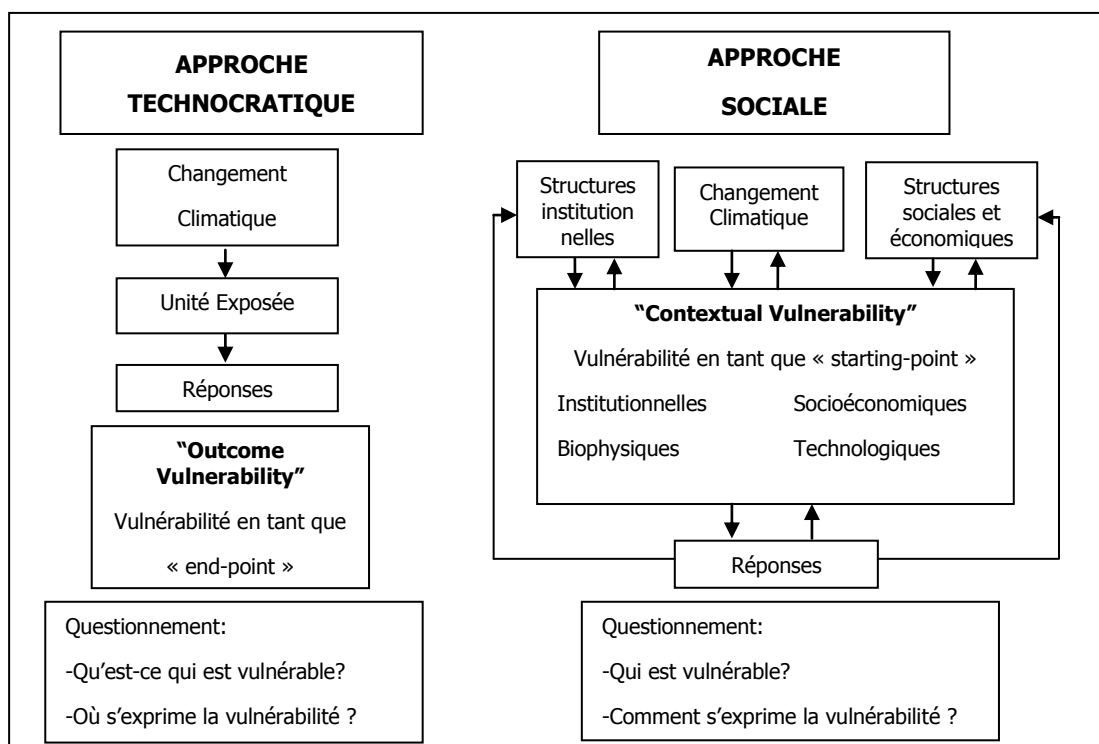 APPROCHE
TECHNOCRATIQUE
Changement
Climatique
Unité Exposée
Réponses
“Outcome
Vulnerability”
Vulnérabilité en tant que
« end-point »
Questionnement:
-Qu’est-ce qui est vulnérable?
-Où s’exprime la vulnérabilité ?
APPROCHE
SOCIALE
Structures
institution
nelles
Changement
Climatique
Structures
sociales et
économiques
“Contextual Vulnerability”
Vulnérabilité en tant que « starting-point »
Institutionnelles Socioéconomiques
Biophysiques Technologiques
Réponses
Questionnement:
-Qui est vulnérable?
-Comment s’exprime la vulnérabilité ?